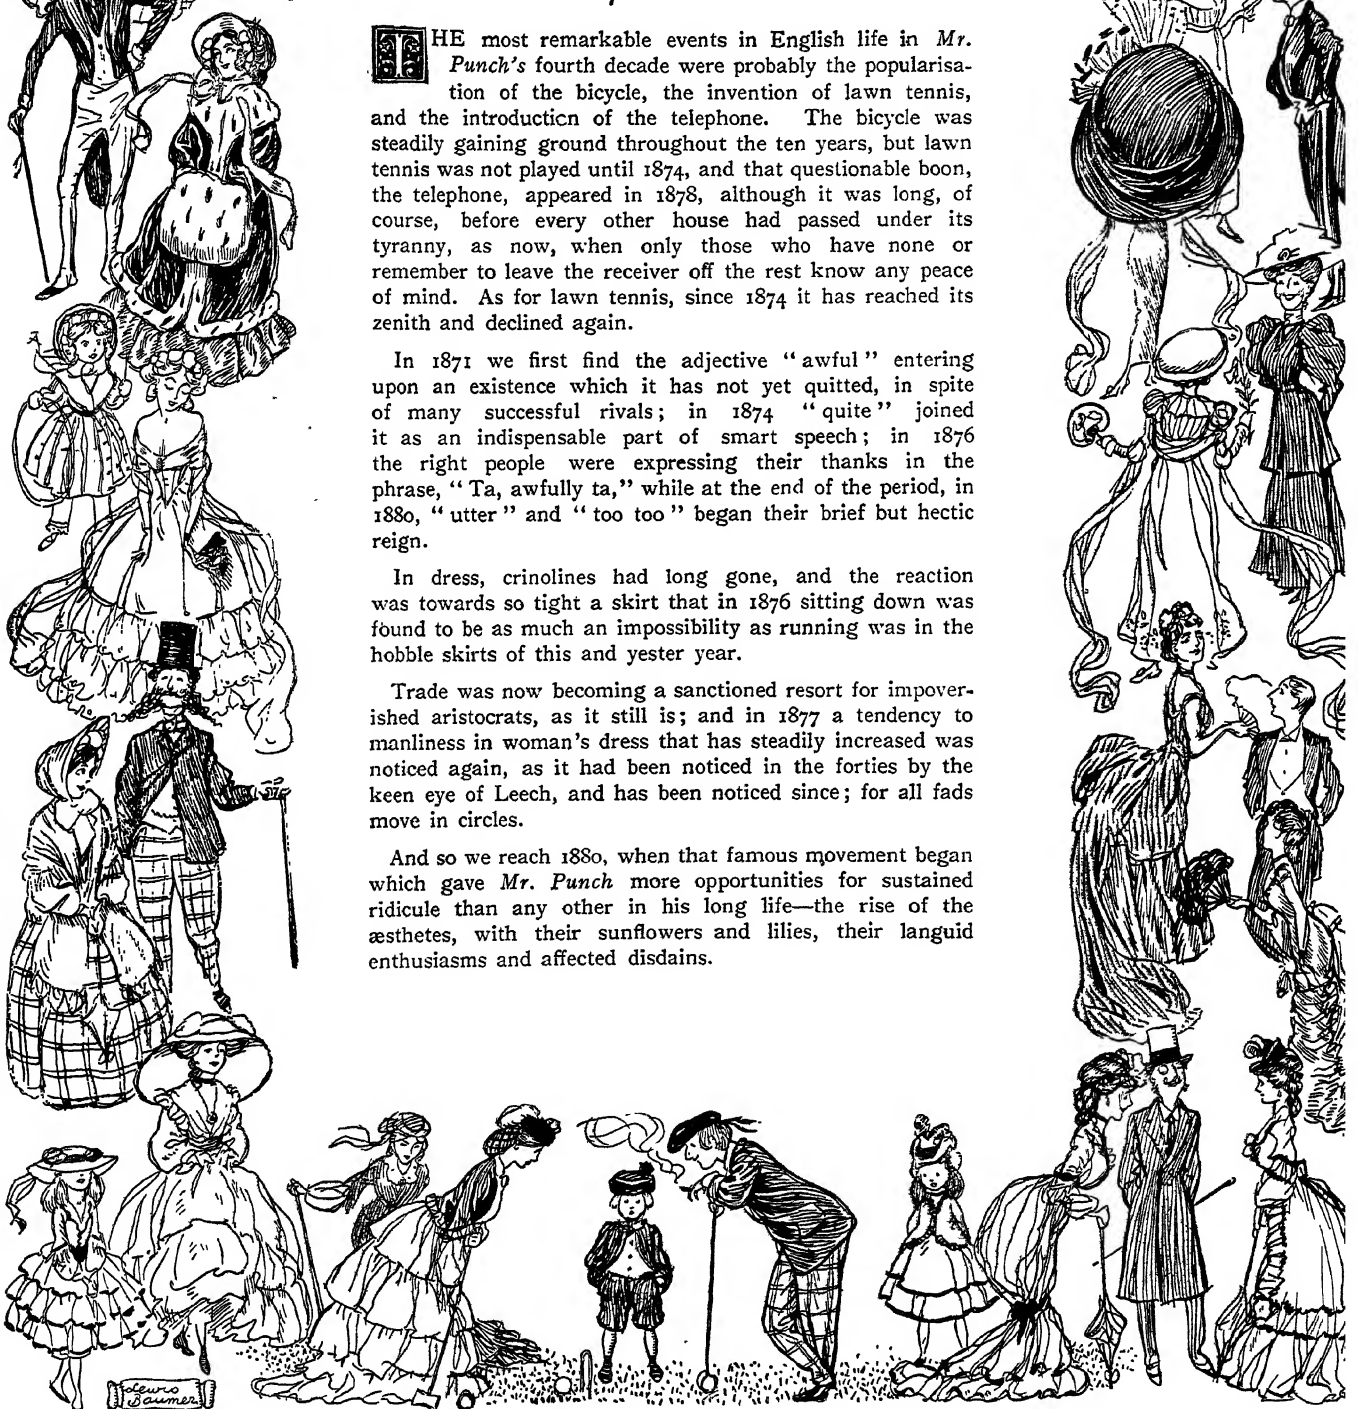 THE most remarkable events in English life in Mr.
Punch's fourth decade were probably the popularisa-
tion of the bicycle, the invention of lawn tennis,
and the introduction of the telephone. The bicycle was
steadily gaining ground throughout the ten years, but lawn
tennis was not played until 1874, and that questionable boon,
the telephone, appeared in 1878, although it was long, of
course, before every other house had passed under its
tyranny, as now, when only those who have none or
remember to leave the receiver off the rest know any peace
of mind. As for lawn tennis, since 1874 it has reached its
zenith and declined again.
In 1871 we first find the adjective "awful" entering
upon an existence which it has not yet quitted, in spite
of many successful rivals; in 1874 "quite" joined
it as an indispensable part of smart speech; in 1876
the right people were expressing their thanks in the
phrase, "Ta, awfully ta," while at the end of the period, in
1880, "utter" and "too too" began their brief but hectic
reign.
In dress, crinolines had long gone, and the reaction
was towards so tight a skirt that in 1876 sitting down was
found to be as much an impossibility as running was in the
hobble skirts of this and yester year.
Trade was now becoming a sanctioned resort for impover-
ished aristocrats, as it still is; and in 1877 a tendency to
manliness in woman's dress that has steadily increased was
noticed again, as it had been noticed in the forties by the
keen eye of Leech, and has been noticed since; for all fads
move in circles.
And so we reach 1880, when that famous movement began
which gave Mr. Punch more opportunities for sustained
ridicule than any other in his long life—the rise of the
æsthetes, with their sunflowers and lilies, their languid
enthusiasms and affected disdains.
Lewis
Baumer